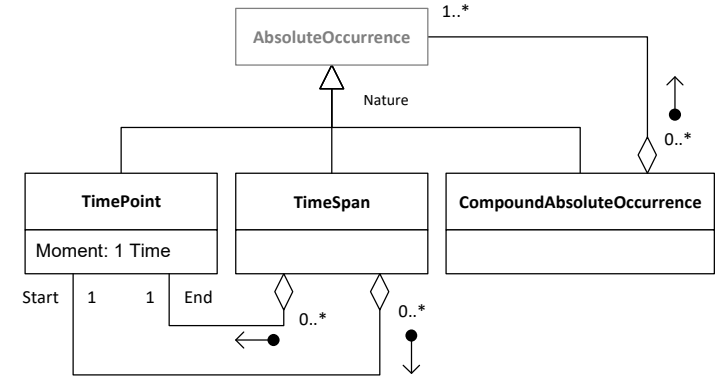 1..*
AbsoluteOccurrence
Nature
0..*
TimePoint
TimeSpan
CompoundAbsoluteOccurrence
Moment: 1 Time
Start 1 1 End
0..*
0..*